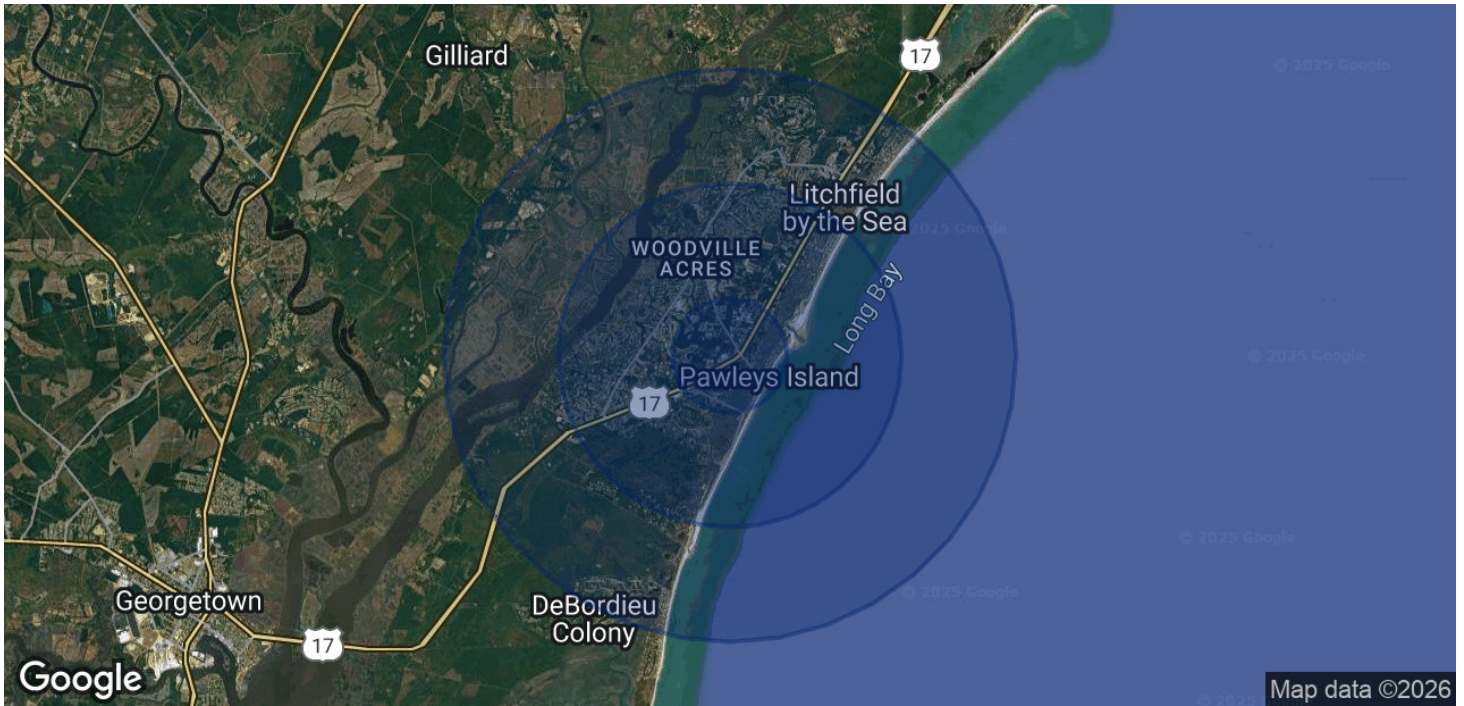 Gilliard
17
© 2025 Google
Litchfield
by the Sea
2025 Google
WOODVILLE
ACRES
Long Bay
© 2025 Google
Pawleys Island
17
© 2025 Google
© 2025 Google
Georgetown
DeBordieu
Colony
17
Google
Map data ©2026